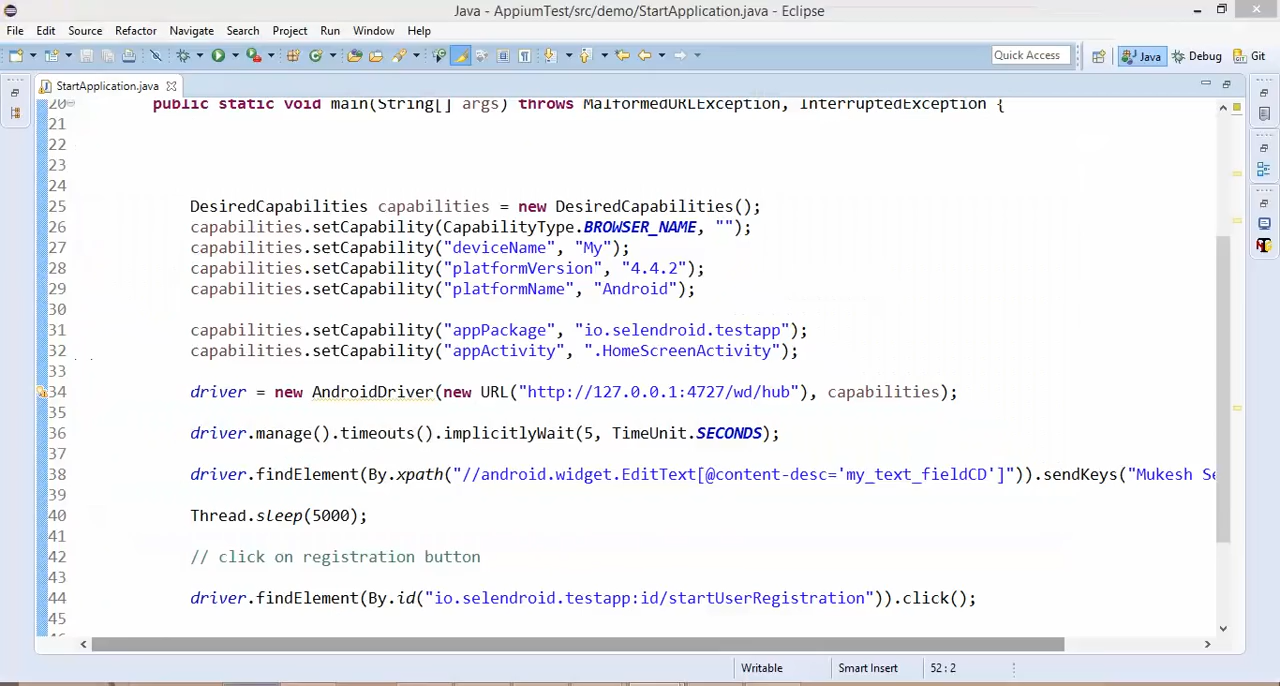 Java - AppiumTest/src/demo/StartApplication.java - Eclipse
File Edit Source Refactor Navigate Search Project Run Window Help
Quick Access Java Debug Git
StartApplication.java
20 public static void main(String[] args) throws MalformedURLException, InterruptedException {
21
22
23
24
25 DesiredCapabilities capabilities = new DesiredCapabilities();
26 capabilities.setCapability(CapabilityType.BROWSER_NAME, "");
27 capabilities.setCapability("deviceName", "My");
28 capabilities.setCapability("platformVersion", "4.4.2");
29 capabilities.setCapability("platformName", "Android");
30
31 capabilities.setCapability("appPackage", "io.selendroid.testapp");
32 capabilities.setCapability("appActivity", ".HomeScreenActivity");
33
34 driver = new AndroidDriver(new URL("http://127.0.0.1:4727/wd/hub"), capabilities);
35
36 driver.manage().timeouts().implicitlyWait(5, TimeUnit.SECONDS);
37
38 driver.findElement(By.xpath("//android.widget.EditText[@content-desc='my_text_fieldCD']")).sendKeys("Mukesh Se
39
40 Thread.sleep(5000);
41
42 // click on registration button
43
44 driver.findElement(By.id("io.selendroid.testapp:id/startUserRegistration")).click();
45
Writable Smart Insert 52 : 2